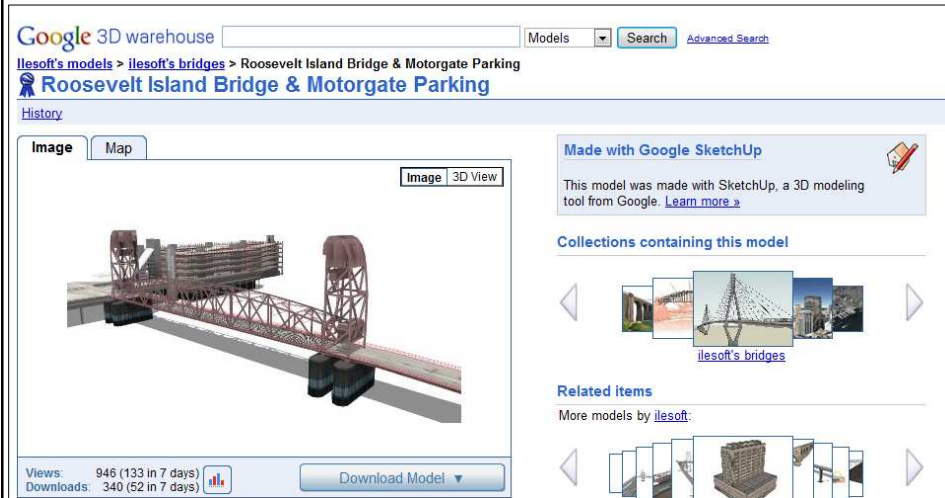 Google 3D warehouse Models Search Advanced Search
Ilesoft's models > ilesoft's bridges > Roosevelt Island Bridge & Motorgate Parking
Roosevelt Island Bridge & Motorgate Parking
History
Image Map
Image 3D View
Views: 946 (133 in 7 days)
Downloads: 340 (52 in 7 days)
Download Model ▼
Made with Google SketchUp
This model was made with SketchUp, a 3D modeling
tool from Google. Learn more »
Collections containing this model
ilesoft's bridges
Related items
More models by ilesoft: